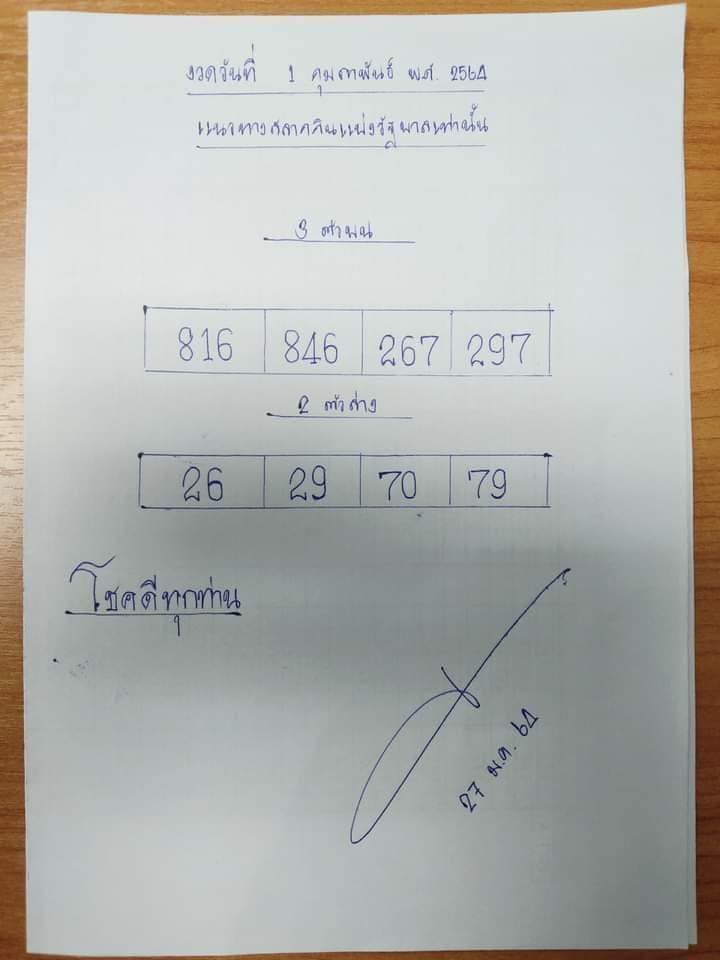 งวดวันที่ 1 กุมภาพันธ์ พ.ศ. 2564
แนวทางสลากกินแบ่งรัฐบาลเท่านั้น
3 ตัวบน
816 846 267 297
2 ตัวล่าง
26 29 70 79
โชคดีทุกท่าน
27 ม.ค. 64